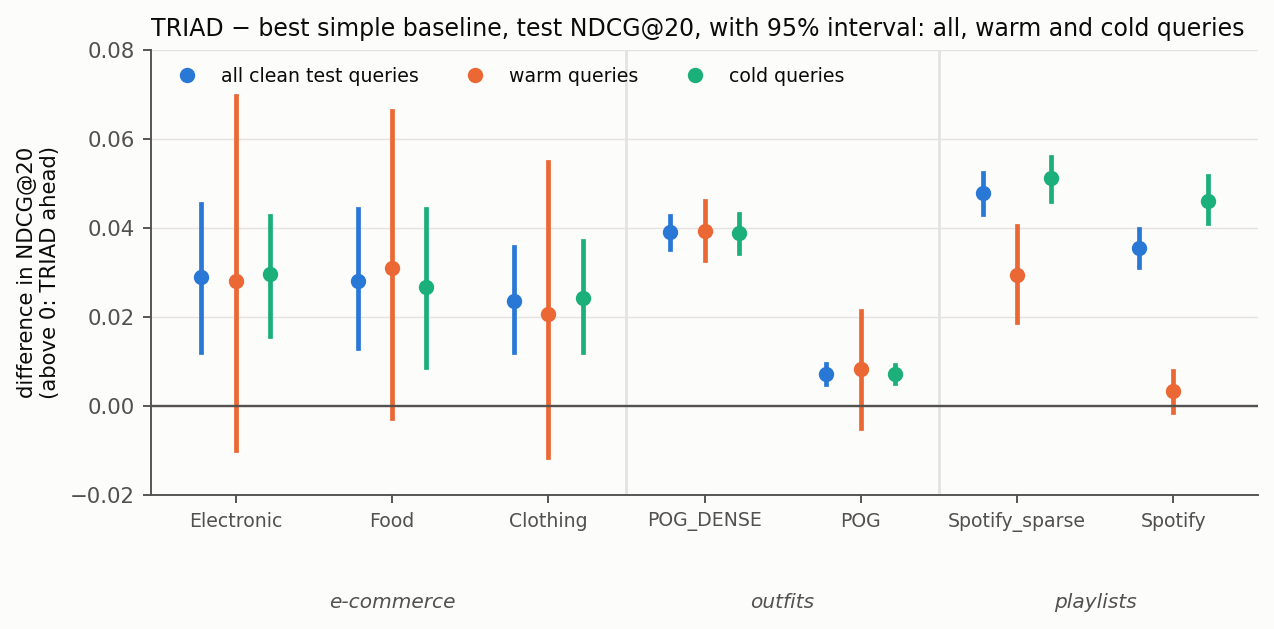 TRIAD − best simple baseline, test NDCG@20, with 95% interval: all, warm and cold queries
all clean test queries
warm queries
cold queries
difference in NDCG@20
(above 0: TRIAD ahead)
0.08
0.06
0.04
0.02
0.00
−0.02
Electronic
Food
Clothing
POG_DENSE
POG
Spotify_sparse
Spotify
e-commerce
outfits
playlists